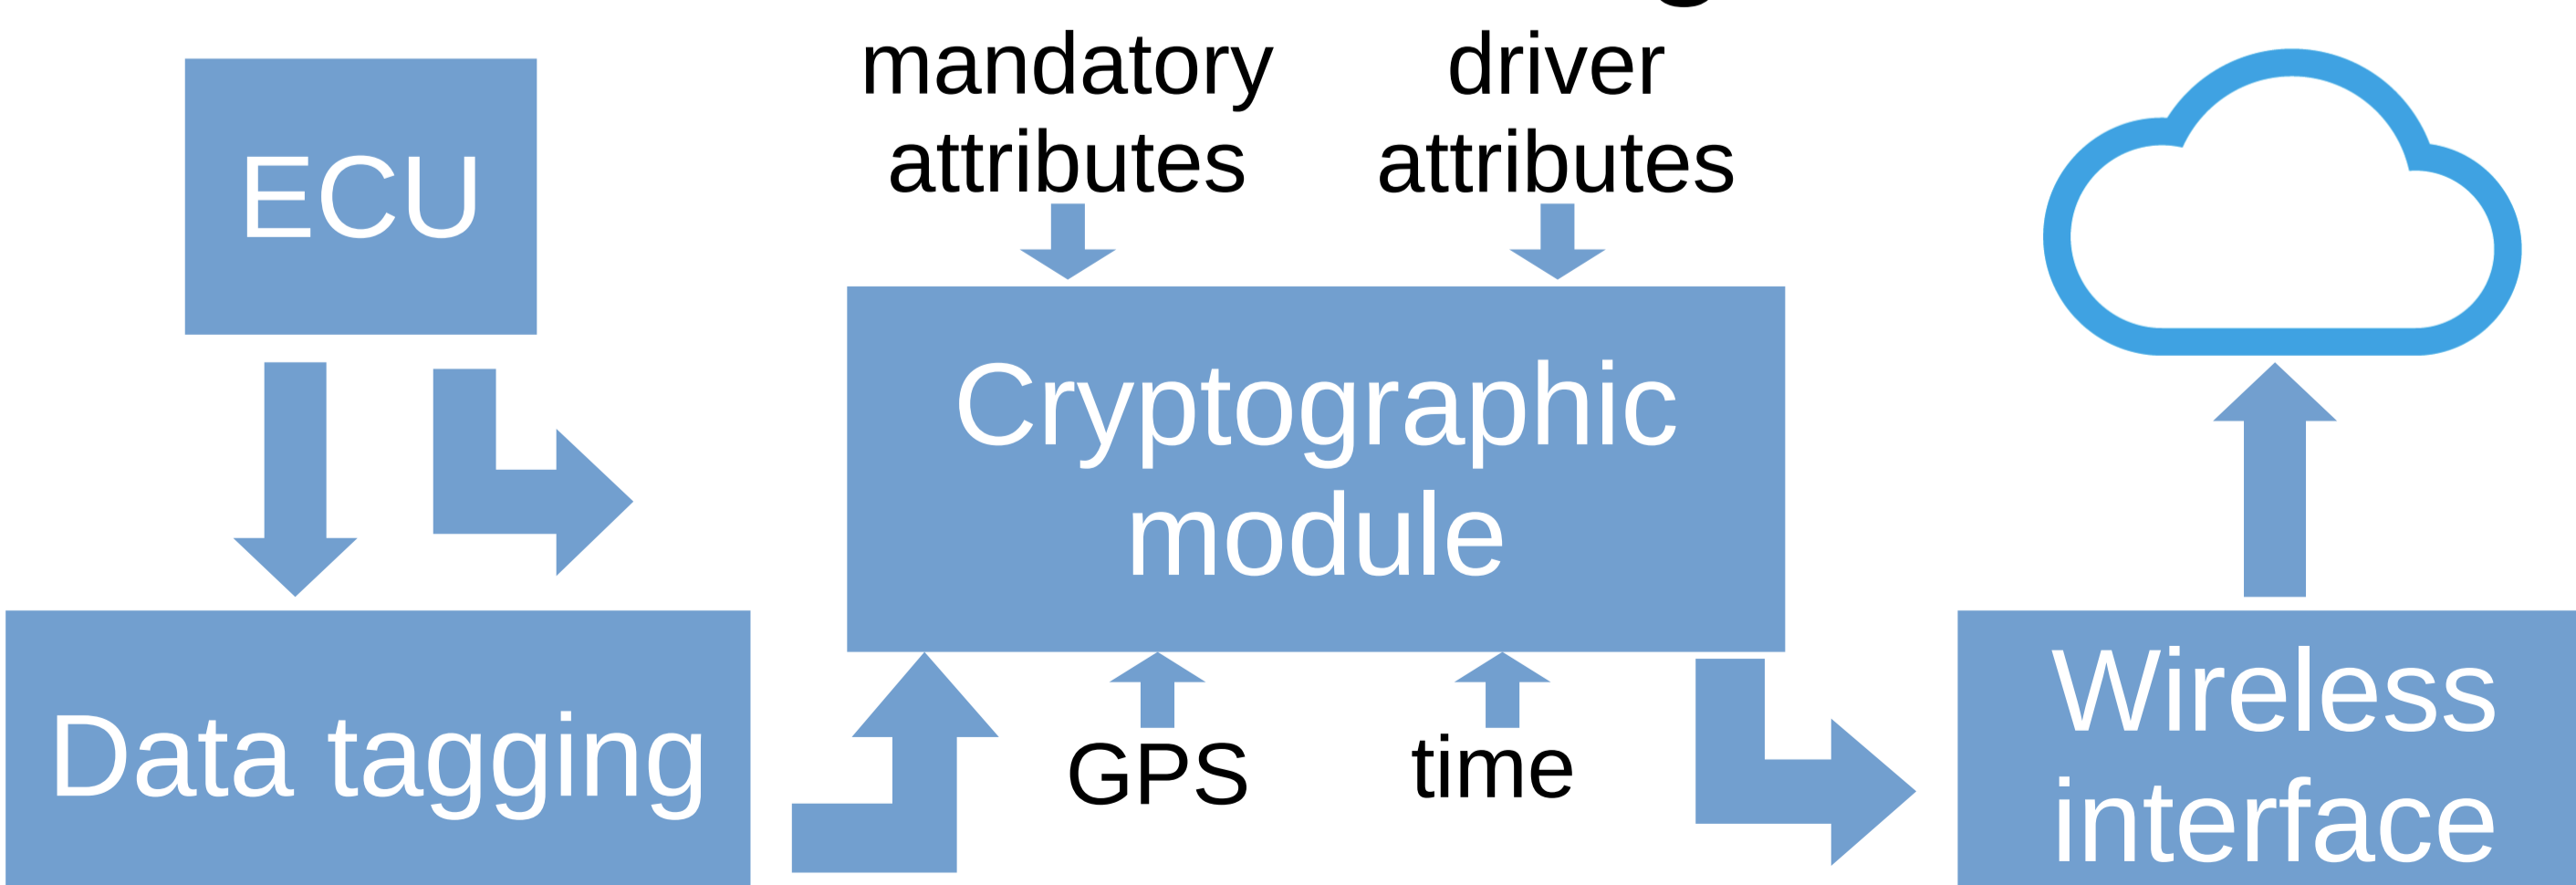 mandatory
attributes
driver
attributes
ECU
Cryptographic
module
Data tagging
GPS
time
Wireless
interface